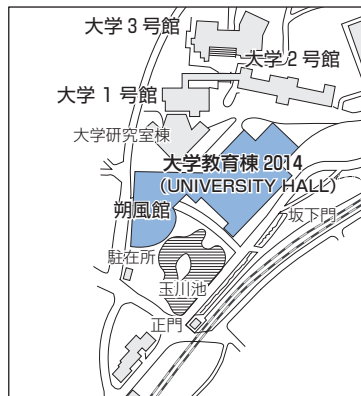 大学3号館
大学2号館
大学1号館
大学研究室棟
大学教育棟 2014
(UNIVERSITY HALL)
朔風館
坂下門
駐在所
玉川池
正門